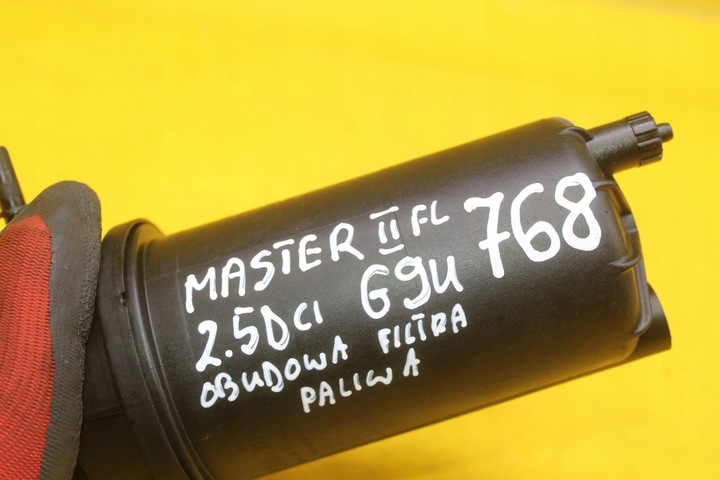 MASTER II FL 768
2.5DCI G9U
OBUDOWA FILTRA
PALIWA